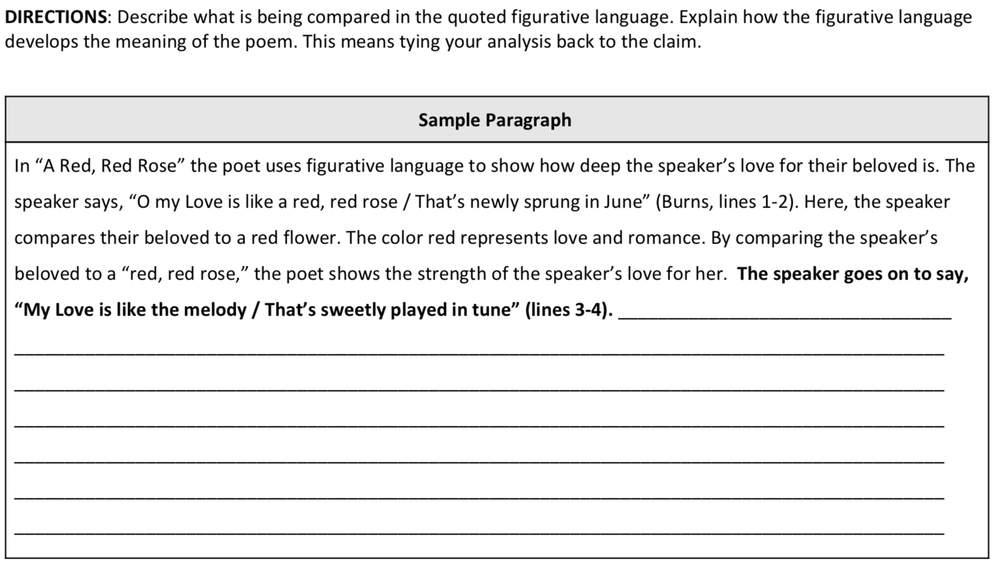 DIRECTIONS: Describe what is being compared in the quoted figurative language. Explain how the figurative language
develops the meaning of the poem. This means tying your analysis back to the claim.
Sample Paragraph
In “A Red, Red Rose” the poet uses figurative language to show how deep the speaker’s love for their beloved is. The
speaker says, “O my Love is like a red, red rose / That’s newly sprung in June” (Burns, lines 1-2). Here, the speaker
compares their beloved to a red flower. The color red represents love and romance. By comparing the speaker’s
beloved to a “red, red rose,” the poet shows the strength of the speaker’s love for her. The speaker goes on to say,
“My Love is like the melody / That’s sweetly played in tune” (lines 3-4).